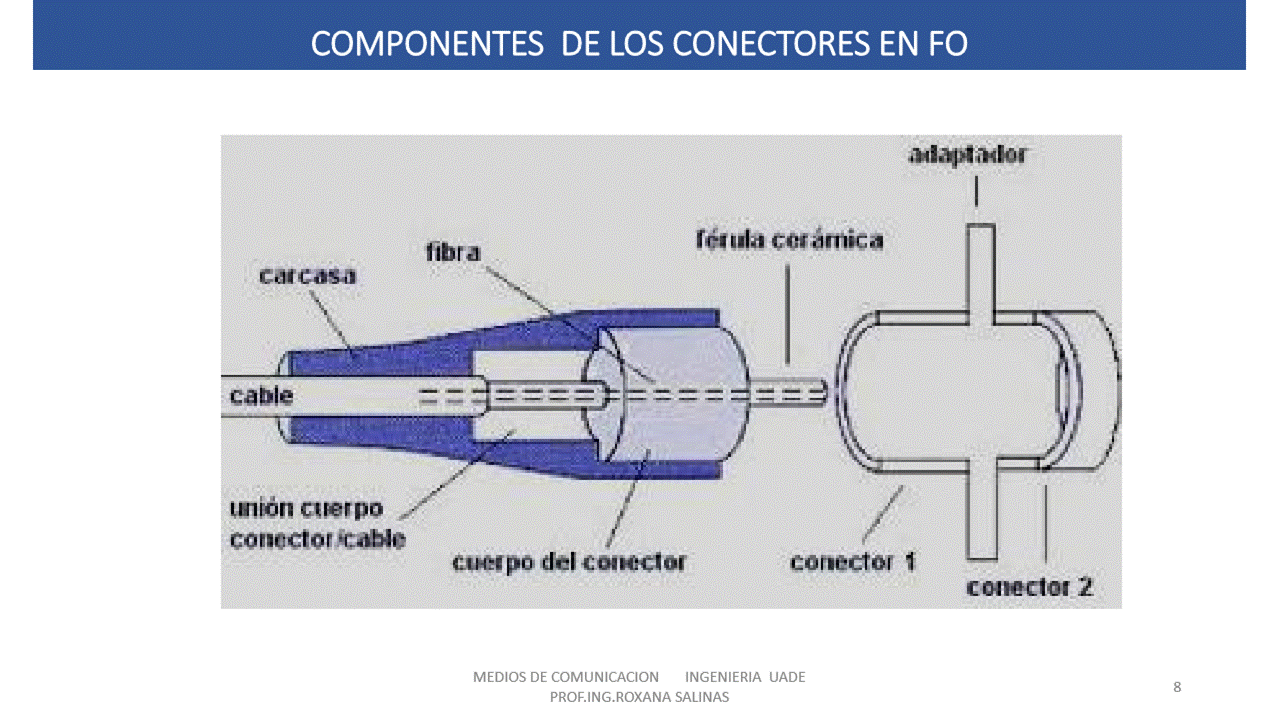 COMPONENTES DE LOS CONECTORES EN FO
adaptador
férula cerámica
fibra
carcasa
cable
unión cuerpo
conector/cable
cuerpo del conector
conector 1
conector 2
MEDIOS DE COMUNICACION INGENIERIA UADE
PROF.ING.ROXANA SALINAS
8